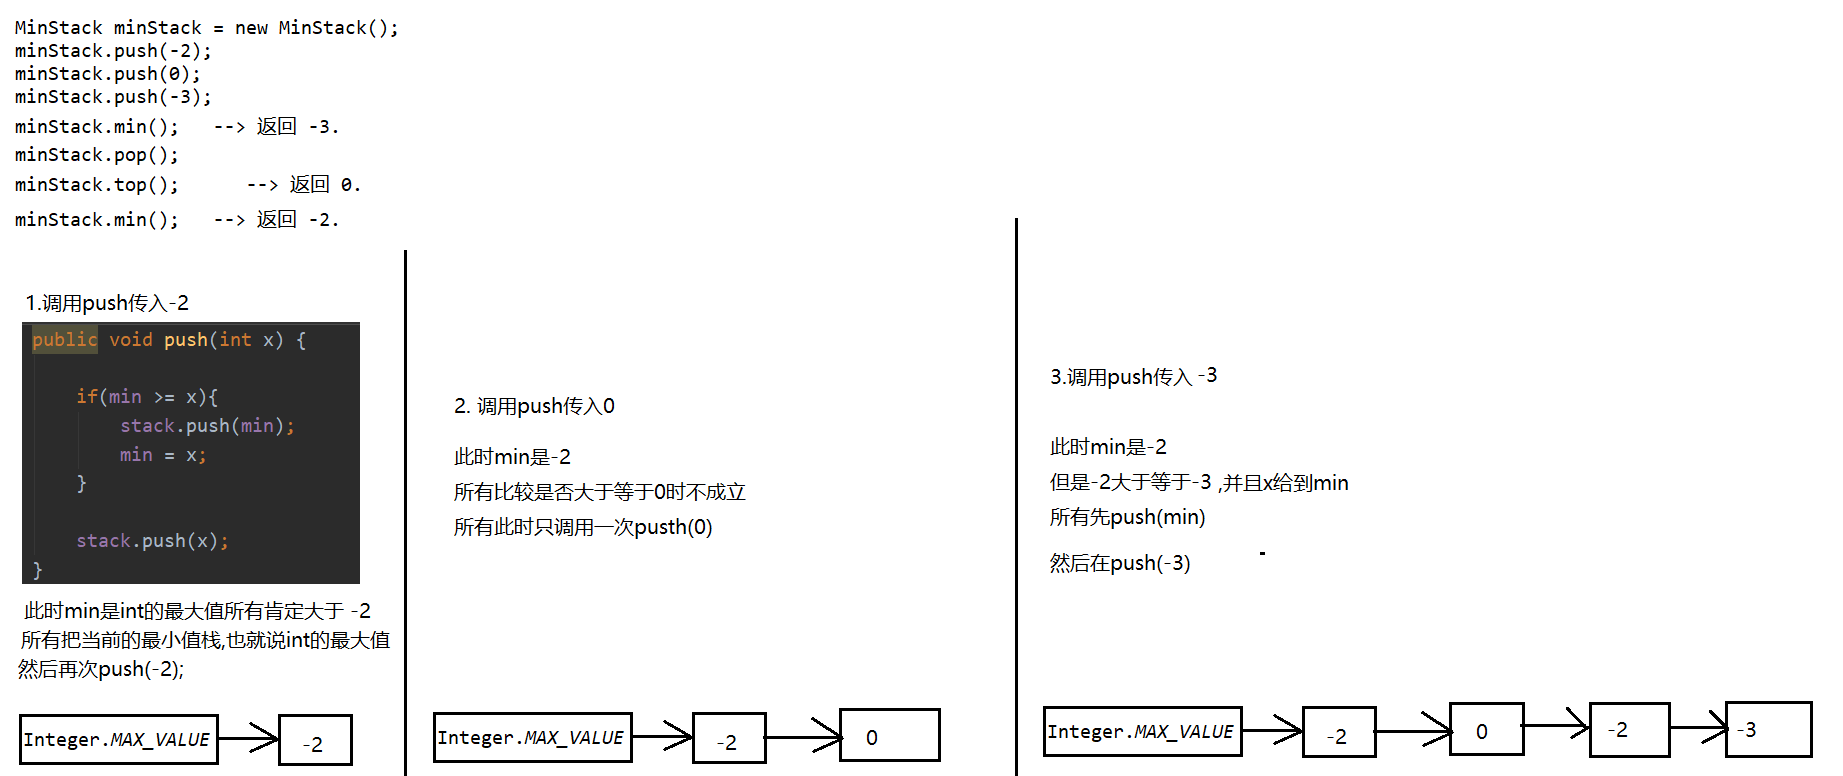 MinStack minStack = new MinStack();
minStack.push(-2);
minStack.push(0);
minStack.push(-3);
minStack.min();   --> 返回 -3.
minStack.pop();
minStack.top();      --> 返回 0.
minStack.min();   --> 返回 -2.
1.调用push传入-2
public void push(int x) {
if(min >= x){
stack.push(min);
min = x;
}
stack.push(x);
}
此时min是int的最大值所有肯定大于 -2
所有把当前的最小值栈,也就说int的最大值
然后再次push(-2);
Integer.MAX_VALUE
-2
2. 调用push传入0
此时min是-2
所有比较是否大于等于0时不成立
所有此时只调用一次pusth(0)
Integer.MAX_VALUE
-2
0
3.调用push传入 -3
此时min是-2
但是-2大于等于-3 ,并且x给到min
所有先push(min)
然后在push(-3)
-
Integer.MAX_VALUE
-2
0
-2
-3